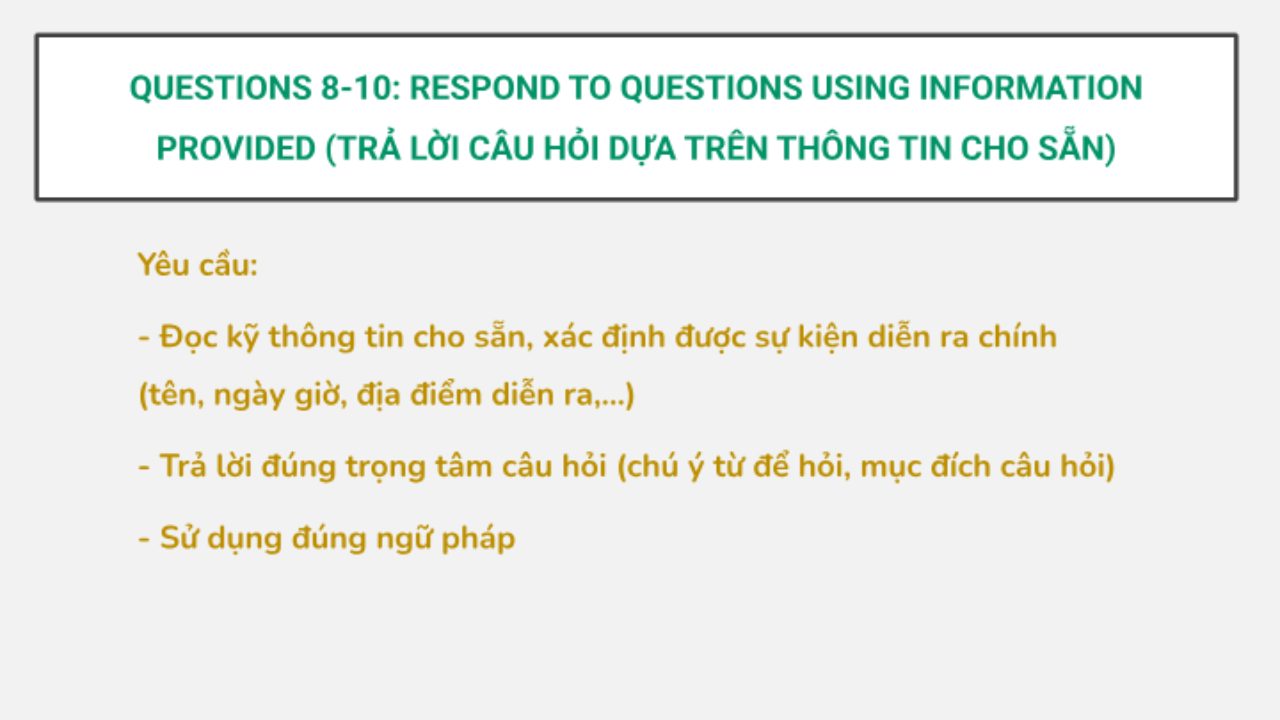 QUESTIONS 8-10: RESPOND TO QUESTIONS USING INFORMATION
PROVIDED (TRẢ LỜI CÂU HỎI DỰA TRÊN THÔNG TIN CHO SẴN)
Yêu cầu:
- Đọc kỹ thông tin cho sẵn, xác định được sự kiện diễn ra chính
(tên, ngày giờ, địa điểm diễn ra,...)
- Trả lời đúng trọng tâm câu hỏi (chú ý từ để hỏi, mục đích câu hỏi)
- Sử dụng đúng ngữ pháp